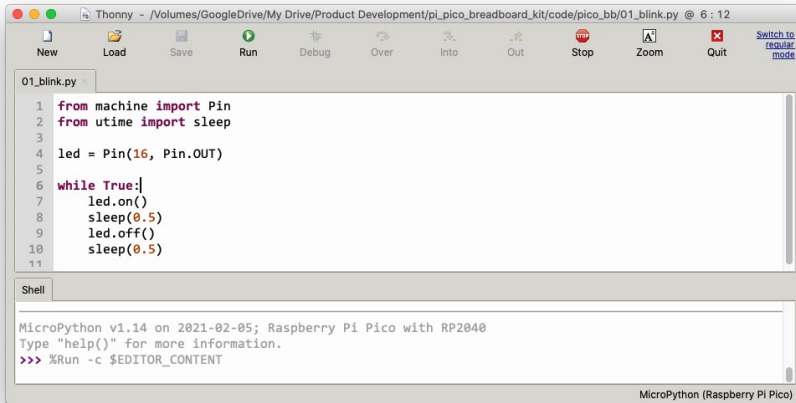 Thonny - /Volumes/GoogleDrive/My Drive/Product Development/pi_pico_breadboard_kit/code/pico_bb/01_blink.py @ 6 : 12
New Load Save Run Debug Over Into Out Stop Zoom Quit
Switch to
regular
mode
01_blink.py
1 from machine import Pin
2 from utime import sleep
3
4 led = Pin(16, Pin.OUT)
5
6 while True:
7     led.on()
8     sleep(0.5)
9     led.off()
10     sleep(0.5)
11
Shell
MicroPython v1.14 on 2021-02-05; Raspberry Pi Pico with RP2040
Type "help()" for more information.
>>> %Run -c $EDITOR_CONTENT
MicroPython (Raspberry Pi Pico)